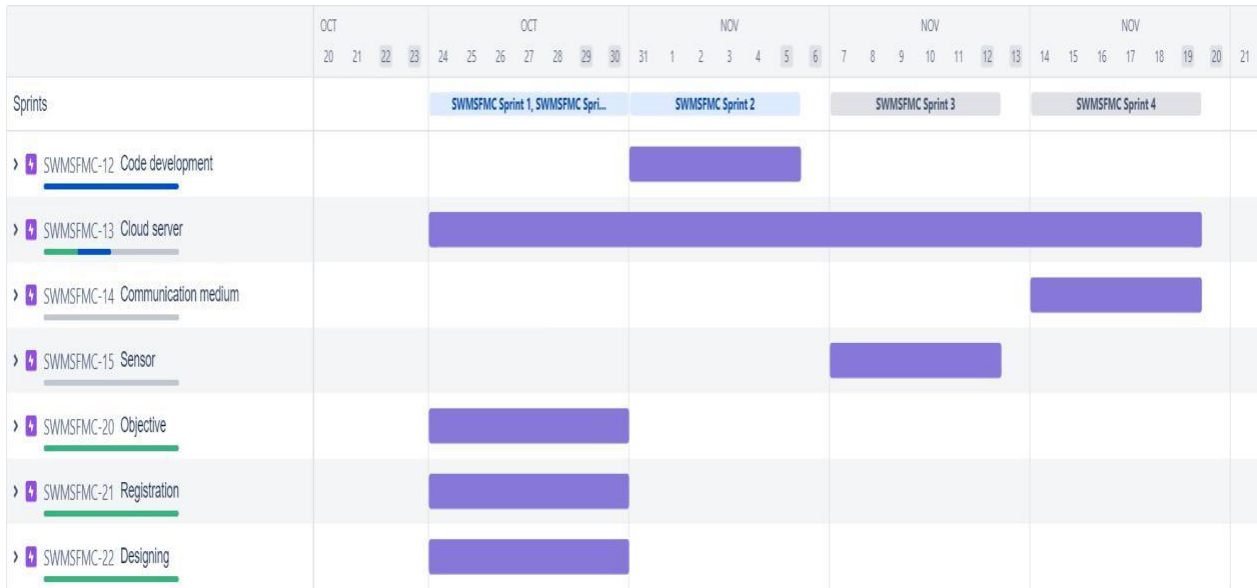 OCT OCT NOV NOV NOV
20 21 22 23 24 25 26 27 28 29 30 31 1 2 3 4 5 6 7 8 9 10 11 12 13 14 15 16 17 18 19 20 21
Sprints SWMSFMC Sprint 1, SWMSFMC Spri... SWMSFMC Sprint 2 SWMSFMC Sprint 3 SWMSFMC Sprint 4
SWMSFMC-12 Code development
SWMSFMC-13 Cloud server
SWMSFMC-14 Communication medium
SWMSFMC-15 Sensor
SWMSFMC-20 Objective
SWMSFMC-21 Registration
SWMSFMC-22 Designing